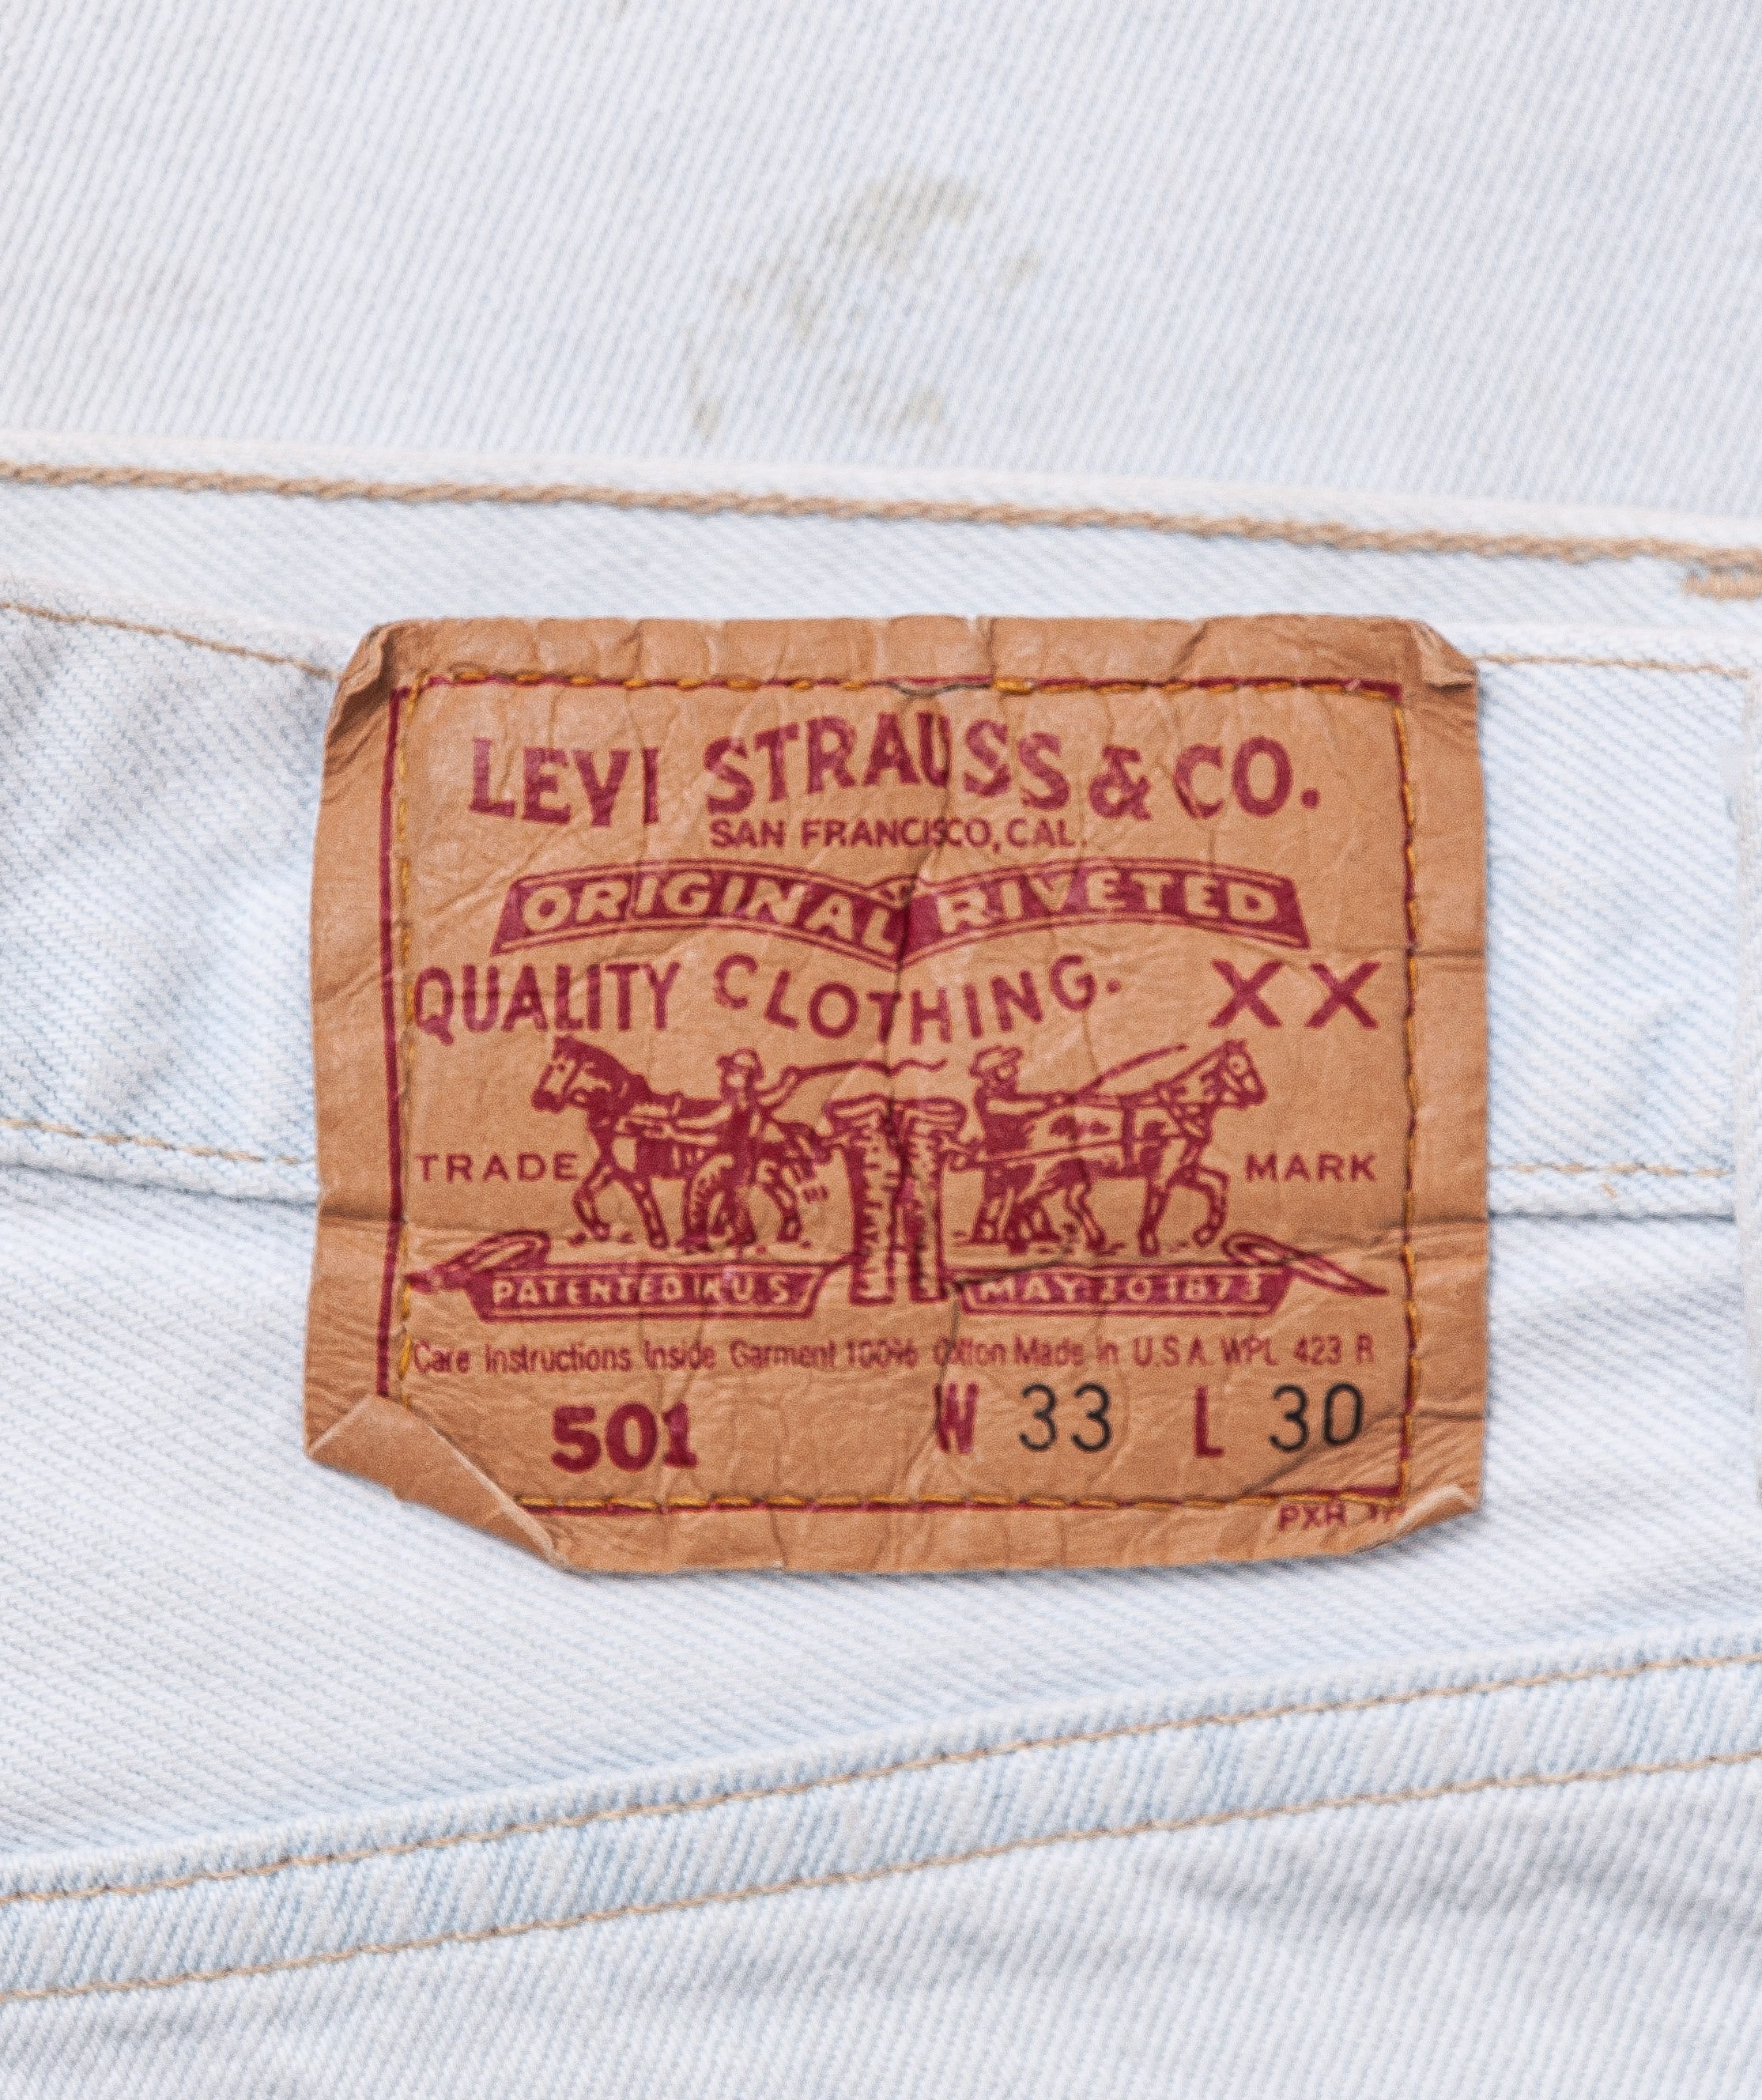 LEVI STRAUSS & CO.
SAN FRANCISCO, CAL.
ORIGINAL RIVETED
QUALITY CLOTHING. XX
TRADE MARK
PATENTED IN U.S. MAY 20 1873
Care Instructions Inside Garment 100% Cotton Made in U.S.A. WPL 423 R
501 W 33 L 30